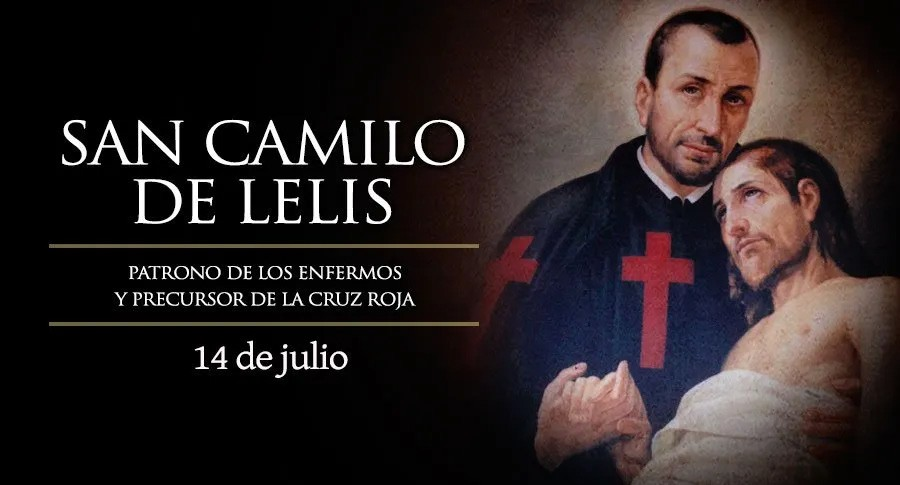 SAN CAMILO
DE LELIS
PATRONO DE LOS ENFERMOS
Y PRECURSOR DE LA CRUZ ROJA
14 de julio